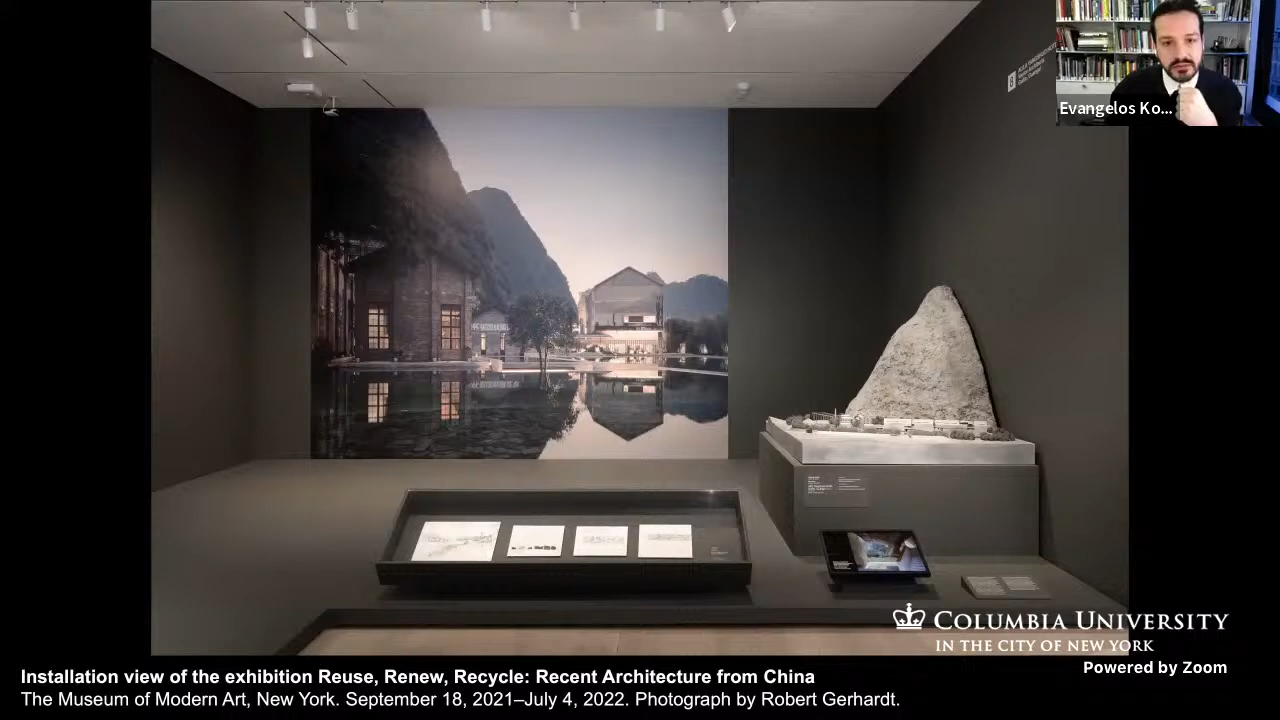 Evangelos Ko...
COLUMBIA UNIVERSITY
IN THE CITY OF NEW YORK
Powered by Zoom
Installation view of the exhibition Reuse, Renew, Recycle: Recent Architecture from China
The Museum of Modern Art, New York. September 18, 2021–July 4, 2022. Photograph by Robert Gerhardt.